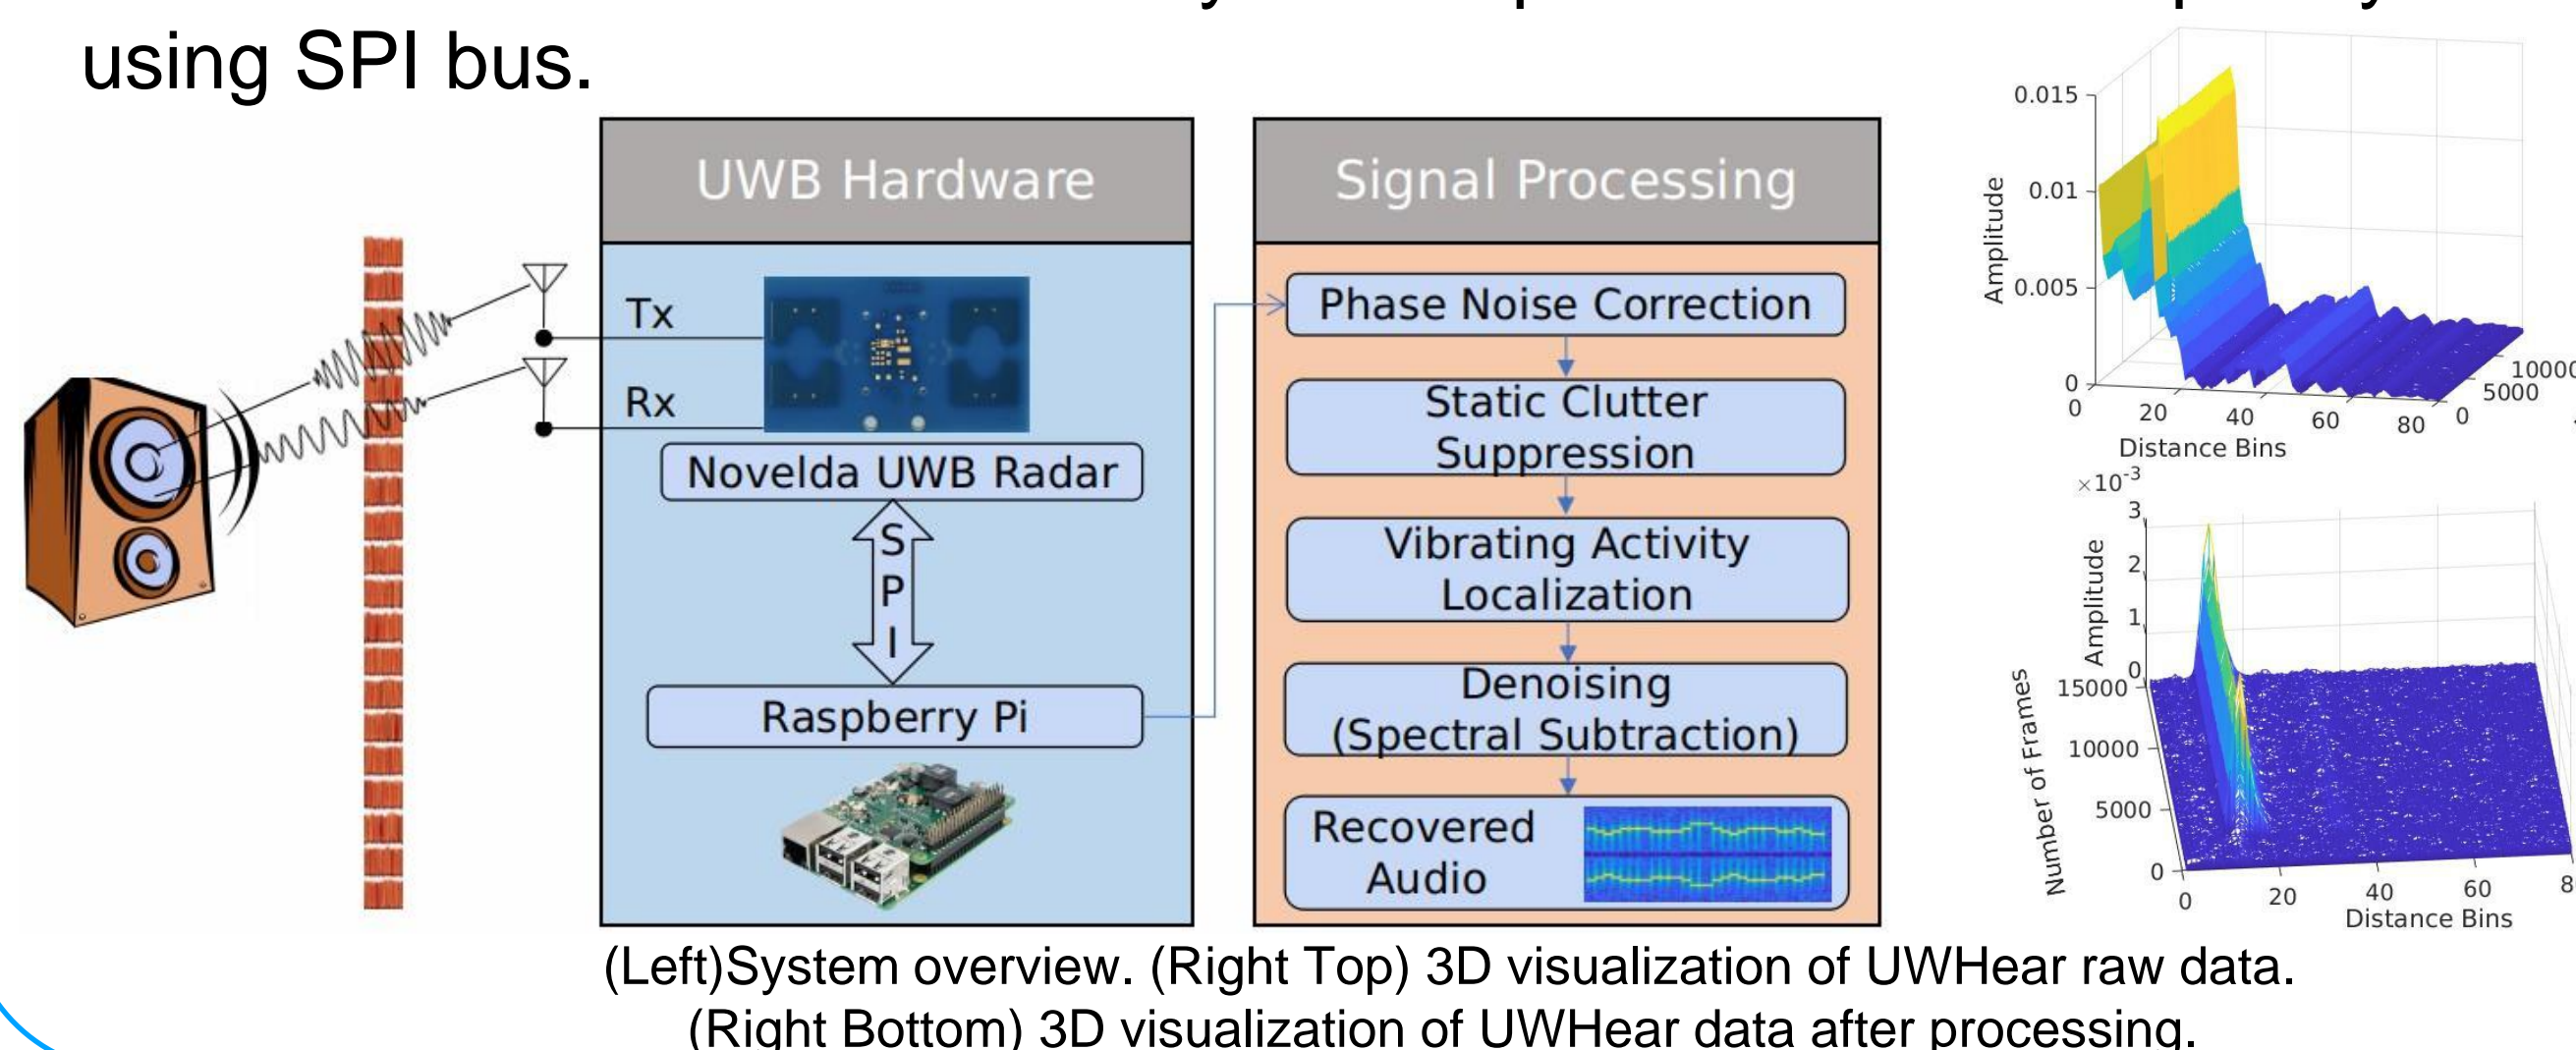 using SPI bus.
UWB Hardware
Tx
Rx
Novelda UWB Radar
S
P
I
Raspberry Pi
Signal Processing
Phase Noise Correction
Static Clutter
Suppression
Vibrating Activity
Localization
Denoising
(Spectral Subtraction)
Recovered
Audio
0.015
0.01
0.005
0
Amplitude
0
20
40
60
80
Distance Bins
0
5000
10000
×10-3
3
2
1
0
Amplitude
15000
10000
5000
0
Number of Frames
0
20
40
60
Distance Bins
(Left)System overview. (Right Top) 3D visualization of UWHear raw data.
(Right Bottom) 3D visualization of UWHear data after processing.